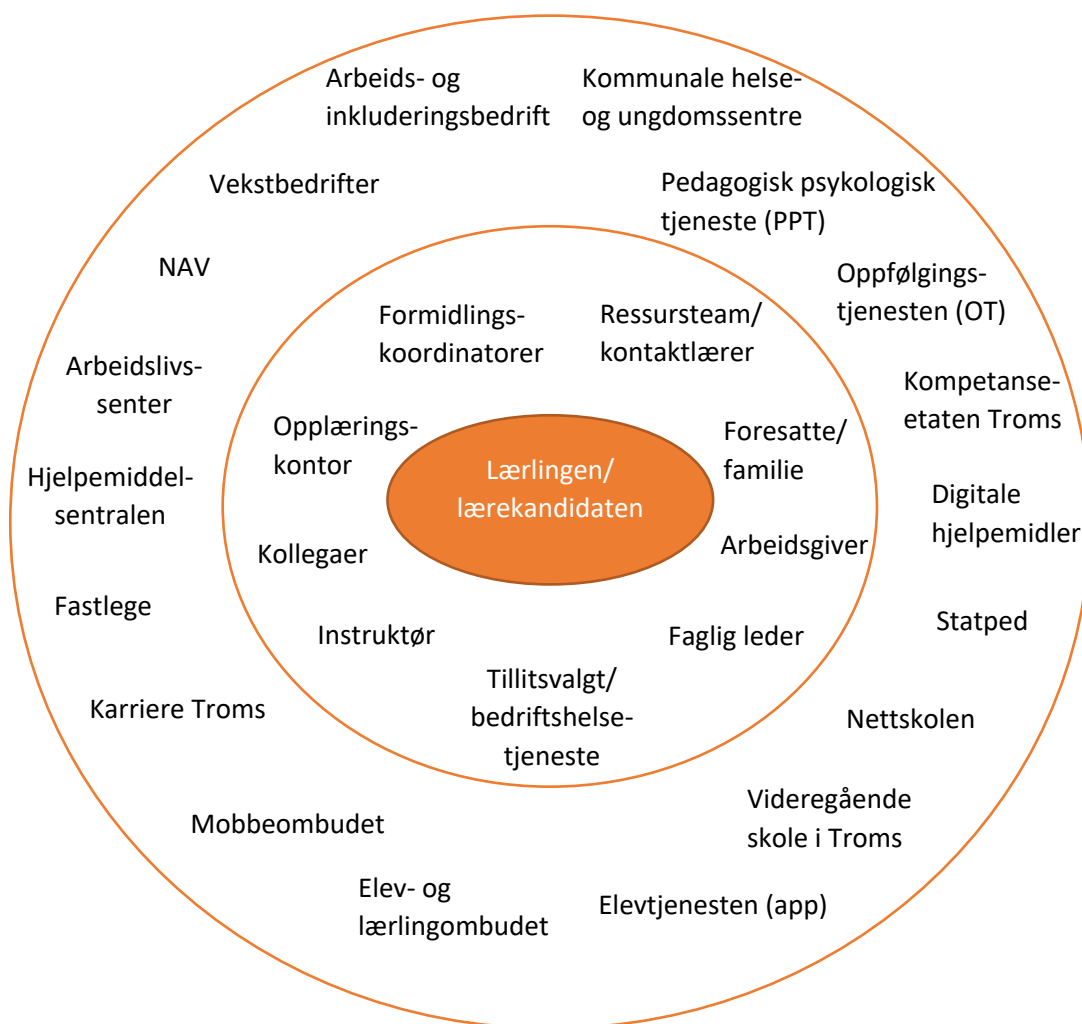 Arbeids- og
inkluderingsbedrift
Kommunale helse-
og ungdomssentre
Vekstbedrifter
Pedagogisk psykologisk
tjeneste (PPT)
NAV
Oppfølgings-
tjenesten (OT)
Formidlings-
koordinatorer
Ressursteam/
kontaktlærer
Arbeidslivs-
senter
Kompetanse-
etaten Troms
Opplærings-
kontor
Foresatte/
familie
Lærlingen/
lærekandidaten
Hjelpemiddel-
sentralen
Digitale
hjelpemidler
Kollegaer
Arbeidsgiver
Fastlege
Statped
Instruktør
Faglig leder
Tillitsvalgt/
bedriftshelse-
tjeneste
Karriere Troms
Nettskolen
Mobbeombudet
Videregående
skole i Troms
Elev- og
lærlingombudet
Elevtjenesten (app)